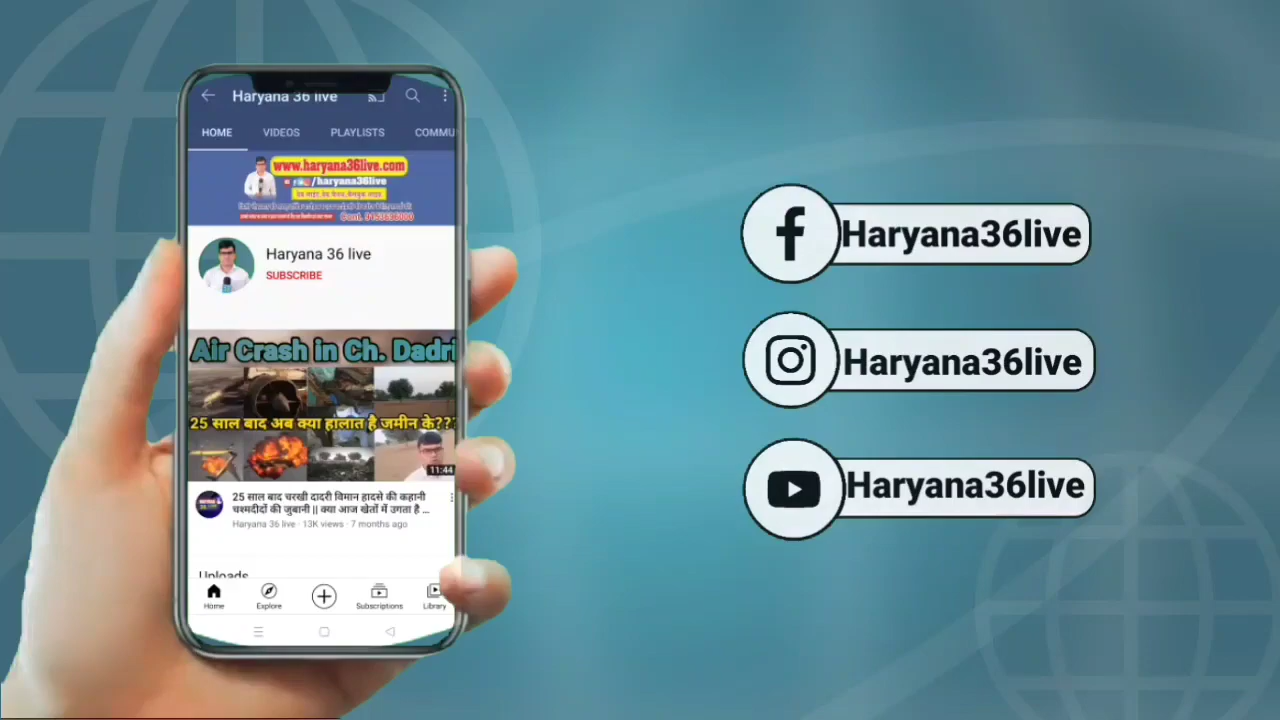 Haryana 36 live
HOME VIDEOS PLAYLISTS COMMU
www.haryana36live.com
/haryana36live
Cont. 9153636000
Haryana 36 live
SUBSCRIBE
Air Crash in Ch. Dadri
25 साल बाद अब क्या हालात है जमीन के???
11:44
25 साल बाद चरखी दादरी विमान हादसे की कहानी
चश्मदीदों की जुबानी || क्या आज खेतों में उगता है ...
Haryana 36 live · 13K views · 7 months ago
Uploads
Home Explore Subscriptions Library
Haryana36live
Haryana36live
Haryana36live